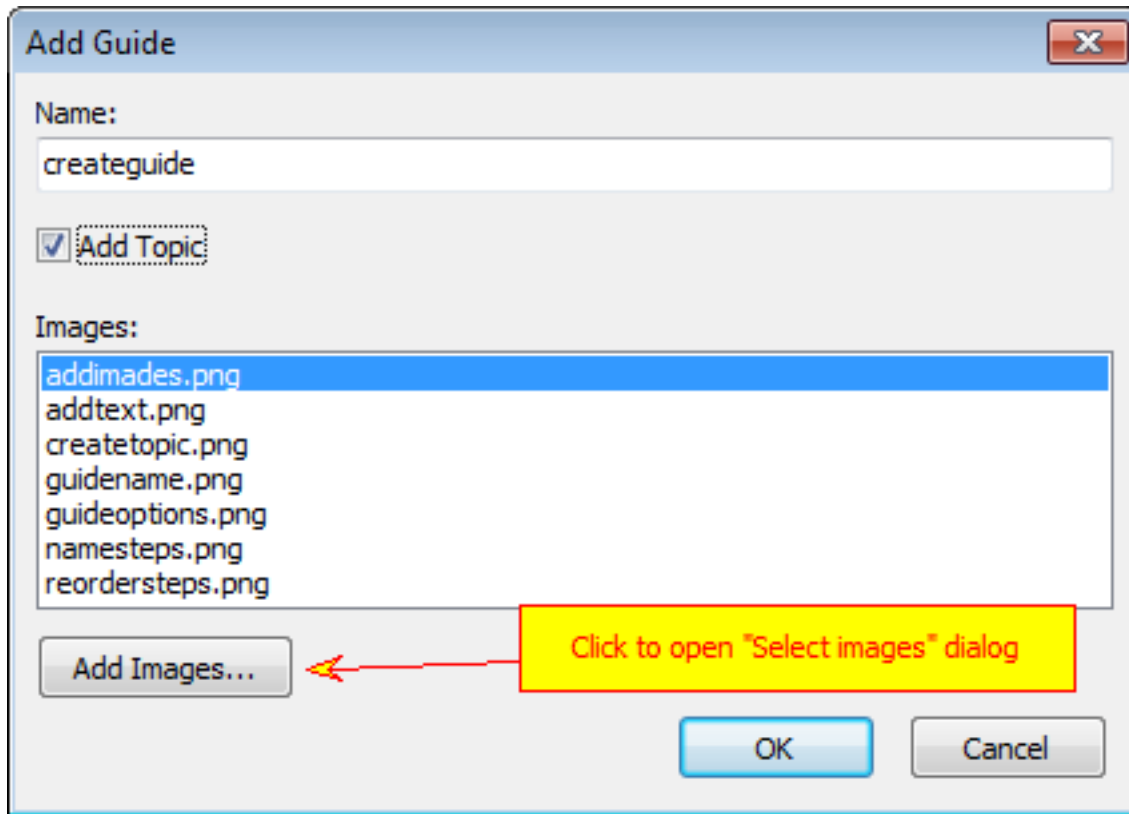 Add Guide
Name:
createguide
Add Topic
Images:
addimades.png
addtext.png
createtopic.png
guidename.png
guideoptions.png
namesteps.png
reordersteps.png
Click to open "Select images" dialog
Add Images...
OK
Cancel